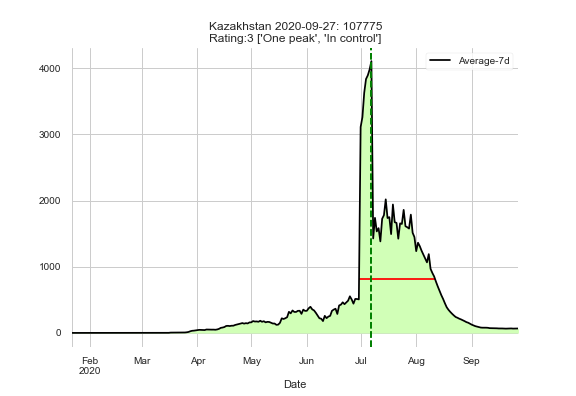 Kazakhstan 2020-09-27: 107775
Rating:3 ['One peak', 'In control']
Average-7d
4000
3000
2000
1000
0
Feb Mar Apr May Jun Jul Aug Sep
2020
Date